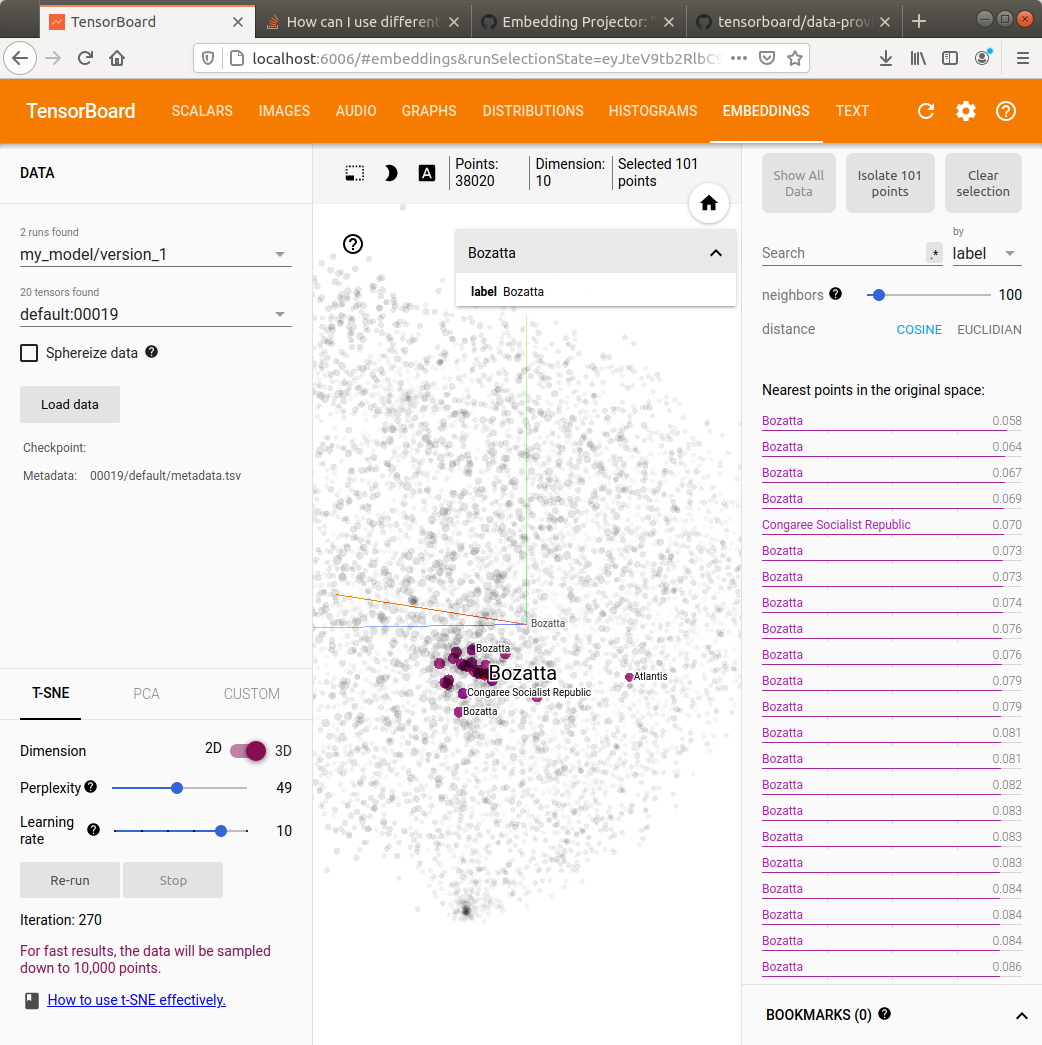 TensorBoard
How can I use different
Embedding Projector: "
tensorboard/data-prov
localhost:6006/#embeddings&runSelectionState=eyJteV9tb2RlbC9
TensorBoard
SCALARS
IMAGES
AUDIO
GRAPHS
DISTRIBUTIONS
HISTOGRAMS
EMBEDDINGS
TEXT
DATA
2 runs found
my_model/version_1
20 tensors found
default:00019
Sphereize data
Load data
Checkpoint:
Metadata: 00019/default/metadata.tsv
T-SNE
PCA
CUSTOM
Dimension 2D 3D
Perplexity 49
Learning
rate
10
Re-run
Stop
Iteration: 270
For fast results, the data will be sampled
down to 10,000 points.
How to use t-SNE effectively.
A
Points:
38020
Dimension:
10
Selected 101
points
Bozatta
label Bozatta
Bozatta
Bozatta
Bozatta
Atlantis
Congaree Socialist Republic
Bozatta
Show All
Data
Isolate 101
points
Clear
selection
Search
.*
by
label
neighbors 100
distance COSINE EUCLIDIAN
Nearest points in the original space:
Bozatta 0.058
Bozatta 0.064
Bozatta 0.067
Bozatta 0.069
Congaree Socialist Republic 0.070
Bozatta 0.073
Bozatta 0.073
Bozatta 0.074
Bozatta 0.076
Bozatta 0.076
Bozatta 0.079
Bozatta 0.079
Bozatta 0.081
Bozatta 0.081
Bozatta 0.082
Bozatta 0.083
Bozatta 0.083
Bozatta 0.083
Bozatta 0.084
Bozatta 0.084
Bozatta 0.084
Bozatta 0.086
BOOKMARKS (0)